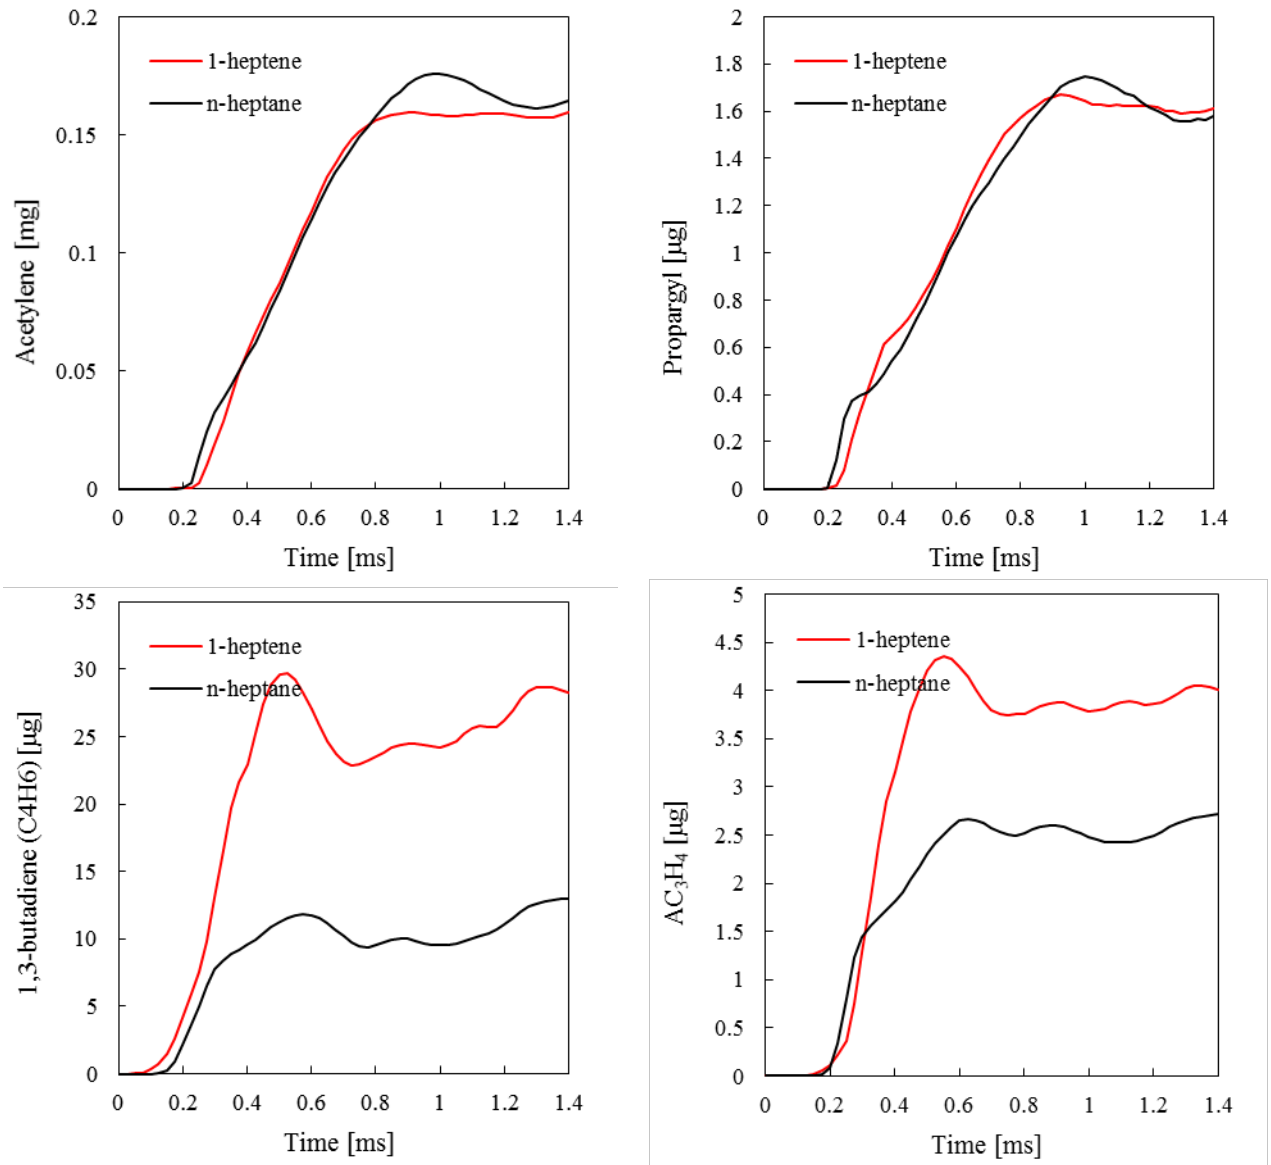 0.2
0.15
0.1
0.05
0
1-heptene
n-heptane
Acetylene [mg]
0 0.2 0.4 0.6 0.8 1 1.2 1.4
Time [ms]
2
1.8
1.6
1.4
1.2
1
0.8
0.6
0.4
0.2
0
1-heptene
n-heptane
Propargyl [µg]
0 0.2 0.4 0.6 0.8 1 1.2 1.4
Time [ms]
35
30
25
20
15
10
5
0
1-heptene
n-heptane
1,3-butadiene (C4H6) [µg]
0 0.2 0.4 0.6 0.8 1 1.2 1.4
Time [ms]
5
4.5
4
3.5
3
2.5
2
1.5
1
0.5
0
1-heptene
n-heptane
AC₃H₄ [µg]
0 0.2 0.4 0.6 0.8 1 1.2 1.4
Time [ms]